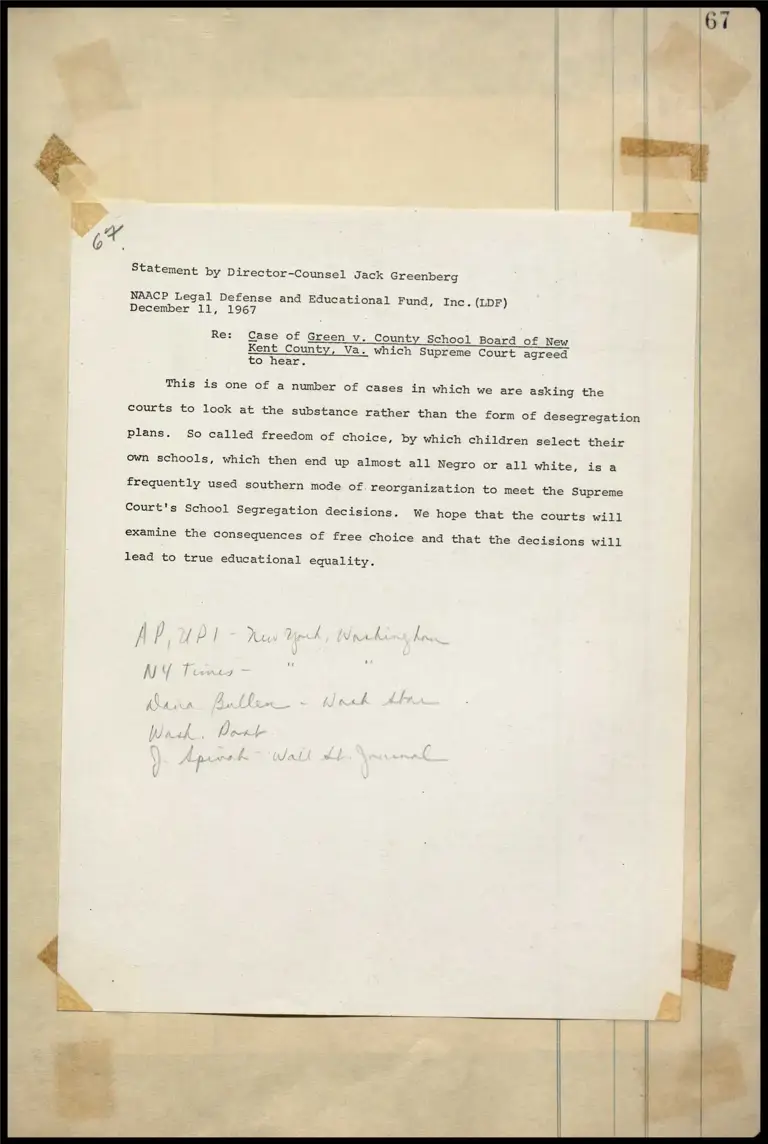 67
67.
Statement by Director-Counsel Jack Greenberg
NAACP Legal Defense and Educational Fund, Inc.(LDF)
December 11, 1967
Re: Case of Green v. County School Board of New
Kent County, Va. which Supreme Court agreed
to hear.
This is one of a number of cases in which we are asking the
courts to look at the substance rather than the form of desegregation
plans. So called freedom of choice, by which children select their
own schools, which then end up almost all Negro or all white, is a
frequently used southern mode of reorganization to meet the Supreme
Court's School Segregation decisions. We hope that the courts will
examine the consequences of free choice and that the decisions will
lead to true educational equality.
AP, UPI - New York, Washington
NY Times - " "
Dana Bullen - Wash Star
Wash. Post
J. Spivak - Wall St. Journal